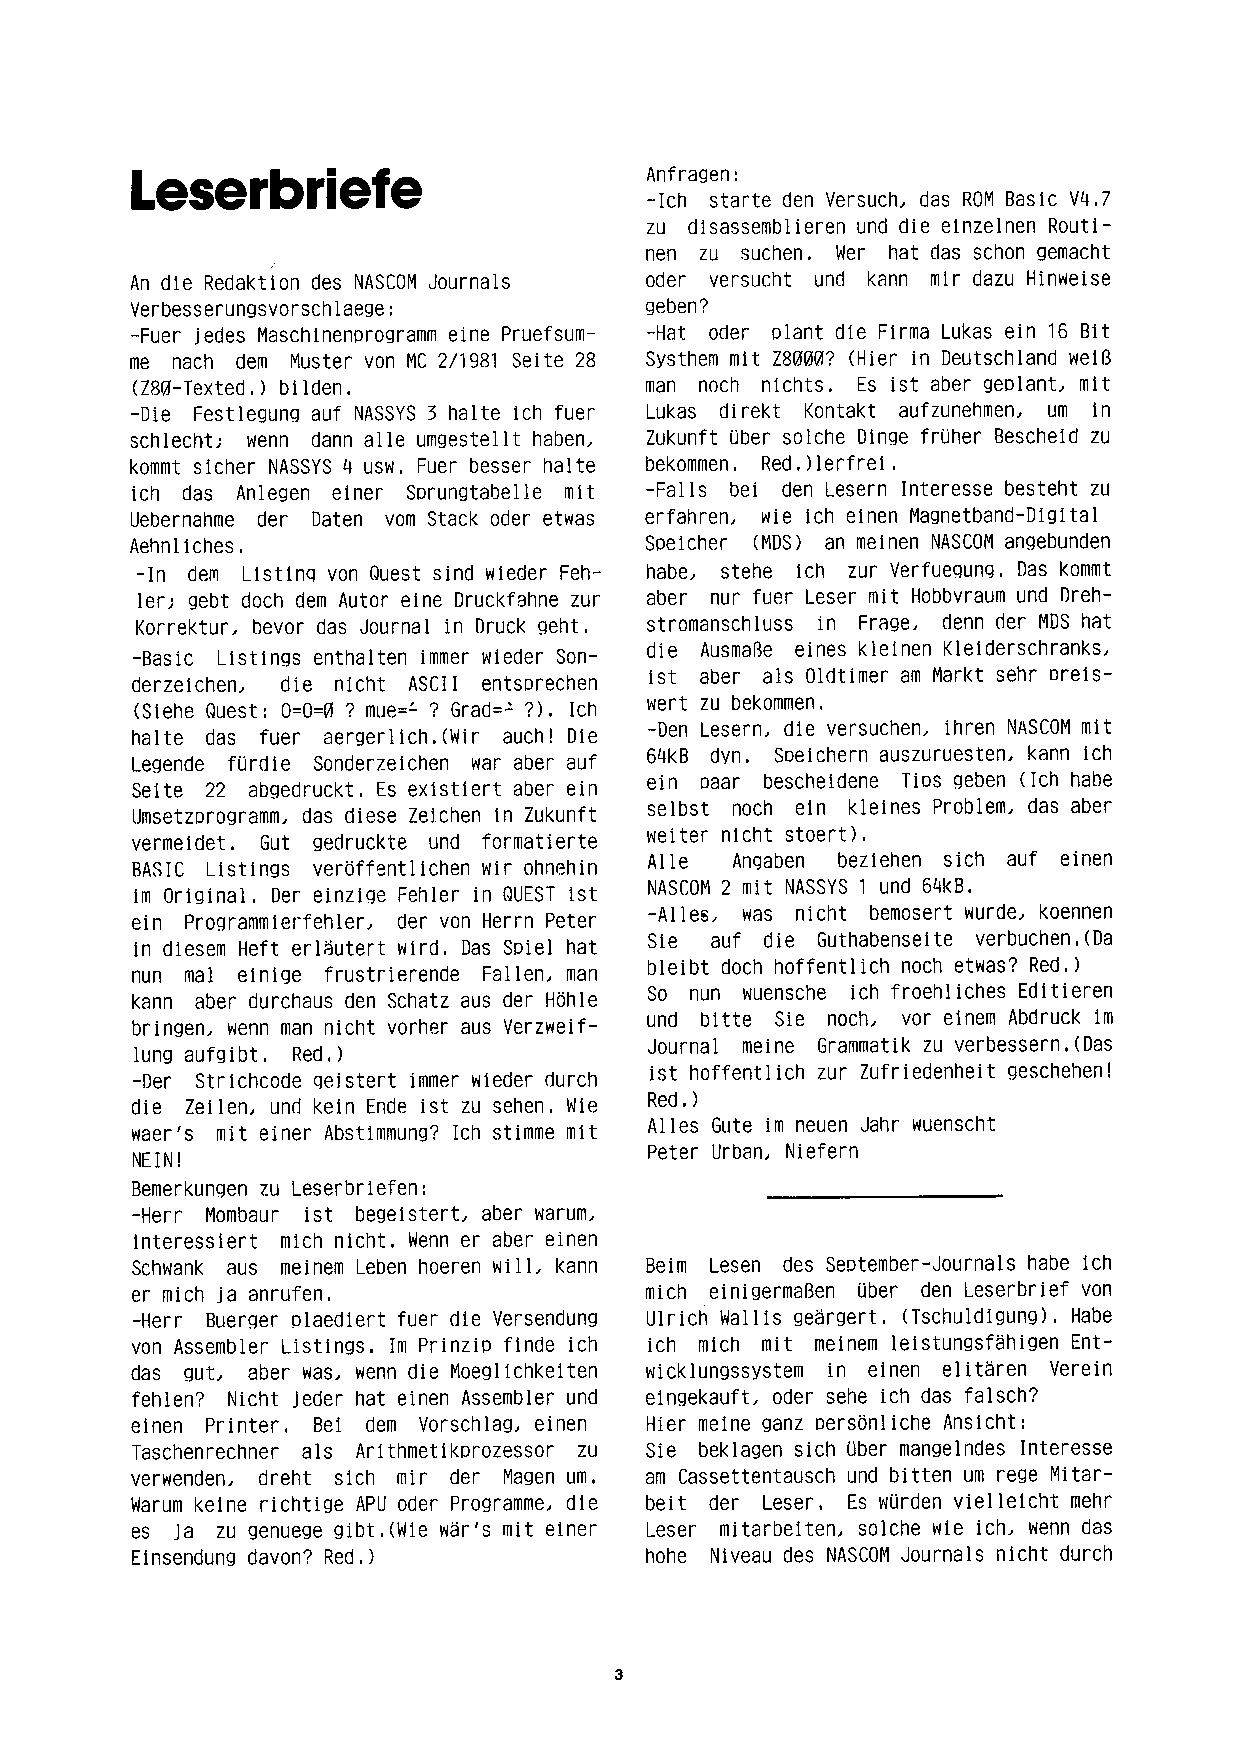 Leserbriefe
An die Redaktion des NASCOM Journals
Verbesserungsvorschlaege:
-Fuer jedes Maschinenprogramm eine Pruefsum-
me nach dem Muster von MC 2/1981 Seite 28
(Z80-Texted.) bilden.
-Die Festlegung auf NASSYS 3 halte ich fuer
schlecht; wenn dann alle umgestellt haben,
kommt sicher NASSYS 4 usw. Fuer besser halte
ich das Anlegen einer Sprungtabelle mit
Uebernahme der Daten vom Stack oder etwas
Aehnliches.
-In dem Listing von Quest sind wieder Feh-
ler; gebt doch dem Autor eine Druckfahne zur
Korrektur, bevor das Journal in Druck geht.
-Basic Listings enthalten immer wieder Son-
derzeichen, die nicht ASCII entsprechen
(Siehe Quest: O=O=Ø ? mue= ? Grad= ?). Ich
halte das fuer aergerlich.(Wir auch! Die
Legende fürdie Sonderzeichen war aber auf
Seite 22 abgedruckt. Es existiert aber ein
Umsetzprogramm, das diese Zeichen in Zukunft
vermeidet. Gut gedruckte und formatierte
BASIC Listings veröffentlichen wir ohnehin
im Original. Der einzige Fehler in QUEST ist
ein Programmierfehler, der von Herrn Peter
in diesem Heft erläutert wird. Das Spiel hat
nun mal einige frustrierende Fallen, man
kann aber durchaus den Schatz aus der Höhle
bringen, wenn man nicht vorher aus Verzweif-
lung aufgibt. Red.)
-Der Strichcode geistert immer wieder durch
die Zeilen, und kein Ende ist zu sehen. Wie
waer's mit einer Abstimmung? Ich stimme mit
NEIN!
Bemerkungen zu Leserbriefen:
-Herr Mombaur ist begeistert, aber warum,
interessiert mich nicht. Wenn er aber einen
Schwank aus meinem Leben hoeren will, kann
er mich ja anrufen.
-Herr Buerger plaediert fuer die Versendung
von Assembler Listings. Im Prinzip finde ich
das gut, aber was, wenn die Moeglichkeiten
fehlen? Nicht jeder hat einen Assembler und
einen Printer. Bei dem Vorschlag, einen
Taschenrechner als Arithmetikprozessor zu
verwenden, dreht sich mir der Magen um.
Warum keine richtige APU oder Programme, die
es ja zu genuege gibt.(Wie wär's mit einer
Einsendung davon? Red.)
Anfragen:
-Ich starte den Versuch, das ROM Basic V4.7
zu disassemblieren und die einzelnen Routi-
nen zu suchen. Wer hat das schon gemacht
oder versucht und kann mir dazu Hinweise
geben?
-Hat oder plant die Firma Lukas ein 16 Bit
Systhem mit Z8ØØØ? (Hier in Deutschland weiß
man noch nichts. Es ist aber geplant, mit
Lukas direkt Kontakt aufzunehmen, um in
Zukunft über solche Dinge früher Bescheid zu
bekommen. Red.)lerfrei.
-Falls bei den Lesern Interesse besteht zu
erfahren, wie ich einen Magnetband-Digital
Speicher (MDS) an meinen NASCOM angebunden
habe, stehe ich zur Verfuegung. Das kommt
aber nur fuer Leser mit Hobbyraum und Dreh-
stromanschluss in Frage, denn der MDS hat
die Ausmaße eines kleinen Kleiderschranks,
ist aber als Oldtimer am Markt sehr preis-
wert zu bekommen.
-Den Lesern, die versuchen, ihren NASCOM mit
64kB dyn. Speichern auszuruesten, kann ich
ein paar bescheidene Tips geben (Ich habe
selbst noch ein kleines Problem, das aber
weiter nicht stoert).
Alle Angaben beziehen sich auf einen
NASCOM 2 mit NASSYS 1 und 64kB.
-Alles, was nicht bemosert wurde, koennen
Sie auf die Guthabenseite verbuchen.(Da
bleibt doch hoffentlich noch etwas? Red.)
So nun wuensche ich froehliches Editieren
und bitte Sie noch, vor einem Abdruck im
Journal meine Grammatik zu verbessern.(Das
ist hoffentlich zur Zufriedenheit geschehen!
Red.)
Alles Gute im neuen Jahr wuenscht
Peter Urban, Niefern
Beim Lesen des September-Journals habe ich
mich einigermaßen über den Leserbrief von
Ulrich Wallis geärgert. (Tschuldigung). Habe
ich mich mit meinem leistungsfähigen Ent-
wicklungssystem in einen elitären Verein
eingekauft, oder sehe ich das falsch?
Hier meine ganz persönliche Ansicht:
Sie beklagen sich über mangelndes Interesse
am Cassettentausch und bitten um rege Mitar-
beit der Leser. Es würden vielleicht mehr
Leser mitarbeiten, solche wie ich, wenn das
hohe Niveau des NASCOM Journals nicht durch
3